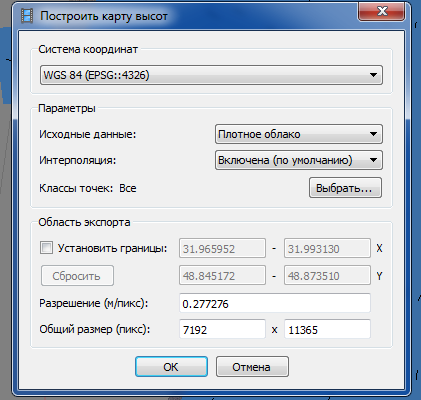 Построить карту высот
Система координат
WGS 84 (EPSG::4326)
Параметры
Исходные данные: Плотное облако
Интерполяция: Включена (по умолчанию)
Классы точек: Все Выбрать...
Область экспорта
Установить границы: 31.965952 - 31.993130 X
Сбросить 48.845172 - 48.873510 Y
Разрешение (м/пикс): 0.277276
Общий размер (пикс): 7192 x 11365
OK Отмена